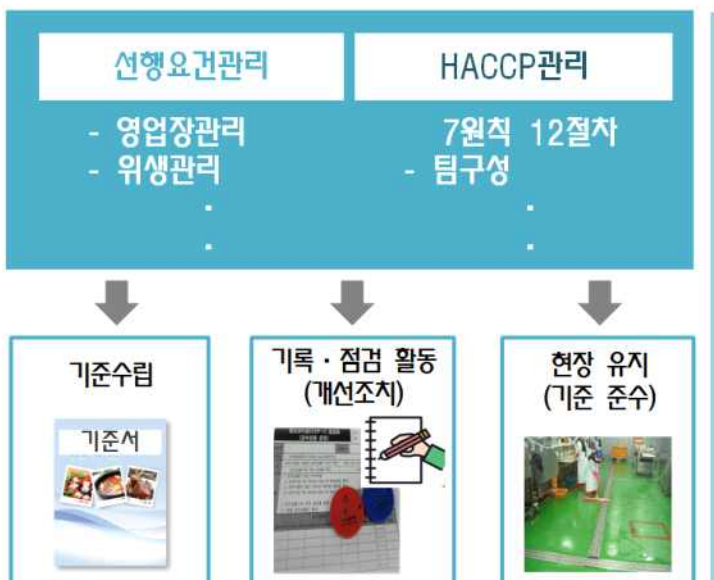 선행요건관리
HACCP관리
- 영업장관리
- 위생관리
.
.
7원칙 12절차
- 팀구성
.
.
기준수립
기준서
기록 · 점검 활동
(개선조치)
현장 유지
(기준 준수)